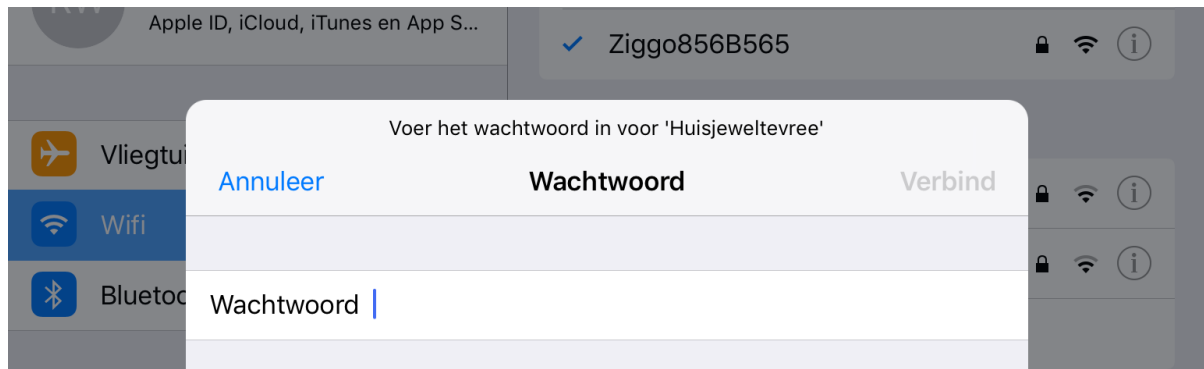 Apple ID, iCloud, iTunes en App S...
Ziggo856B565
Voer het wachtwoord in voor 'Huisjeweltevree'
Annuleer
Wachtwoord
Verbind
Vliegtui
Wifi
Bluetoo
Wachtwoord